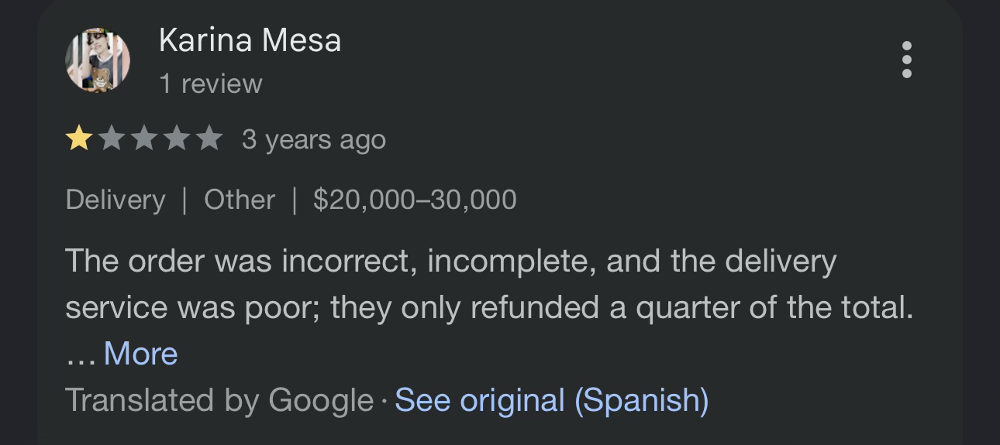 Karina Mesa
1 review
3 years ago
Delivery | Other | $20,000–30,000
The order was incorrect, incomplete, and the delivery
service was poor; they only refunded a quarter of the total.
... More
Translated by Google · See original (Spanish)